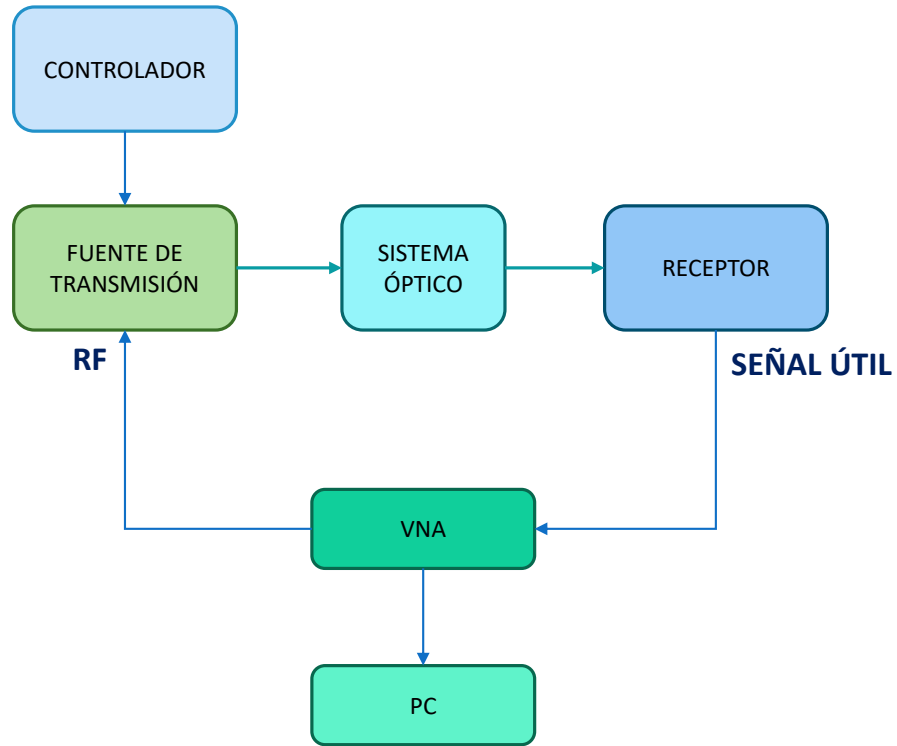 CONTROLADOR
FUENTE DE
TRANSMISIÓN
SISTEMA
ÓPTICO
RECEPTOR
RF
SEÑAL ÚTIL
VNA
PC